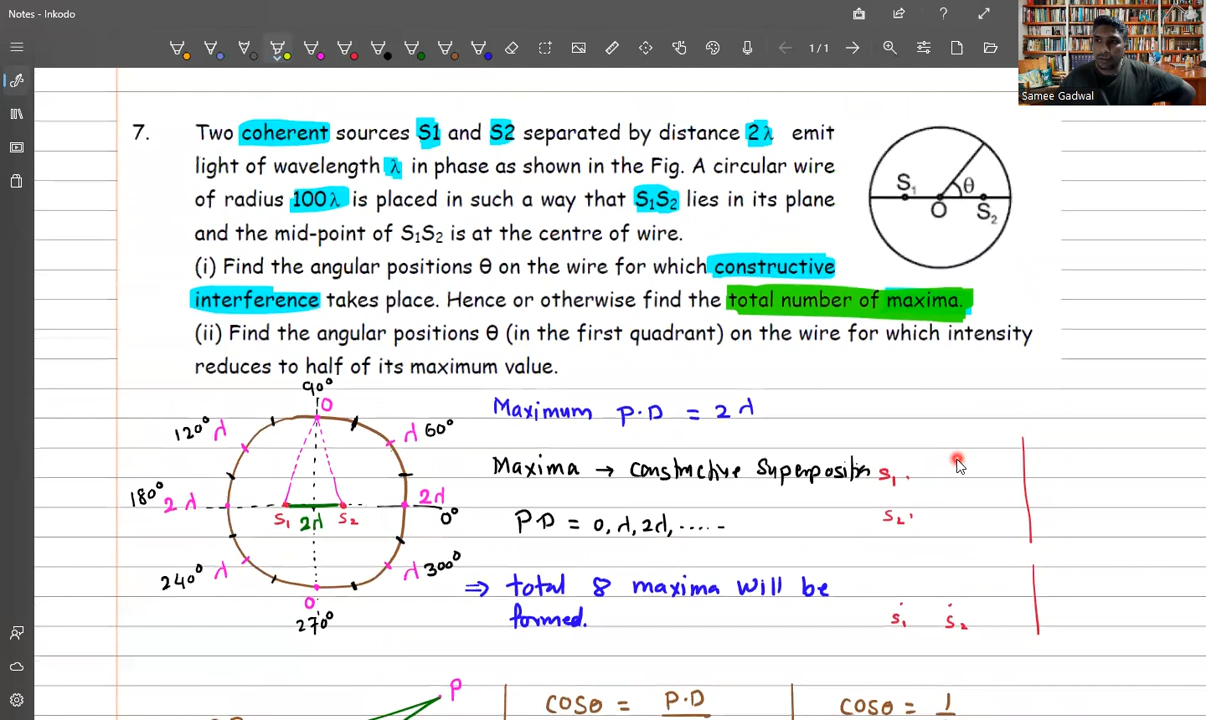 Notes - Inkodo
1/1
Samee Gadwal
7. Two coherent sources S1 and S2 separated by distance 2λ emit
light of wavelength λ in phase as shown in the Fig. A circular wire
of radius 100λ is placed in such a way that S₁S₂ lies in its plane
and the mid-point of S₁S₂ is at the centre of wire.
(i) Find the angular positions θ on the wire for which constructive
interference takes place. Hence or otherwise find the
total number of maxima.
(ii) Find the angular positions θ (in the first quadrant) on the wire for which intensity
reduces to half of its maximum value.
S₁ θ
O S₂
90°
0
120° λ
λ 60°
180° 2λ
2λ
0°
S₁ 2λ S₂
240° λ
λ 300°
0
270°
Maximum P.D = 2λ
Maxima → constructive superposition
P.D = 0, λ, 2λ, .....
⇒ total 8 maxima will be
formed.
S₁
S₂
S₁ S₂
P
cosθ = P.D
cosθ = 1